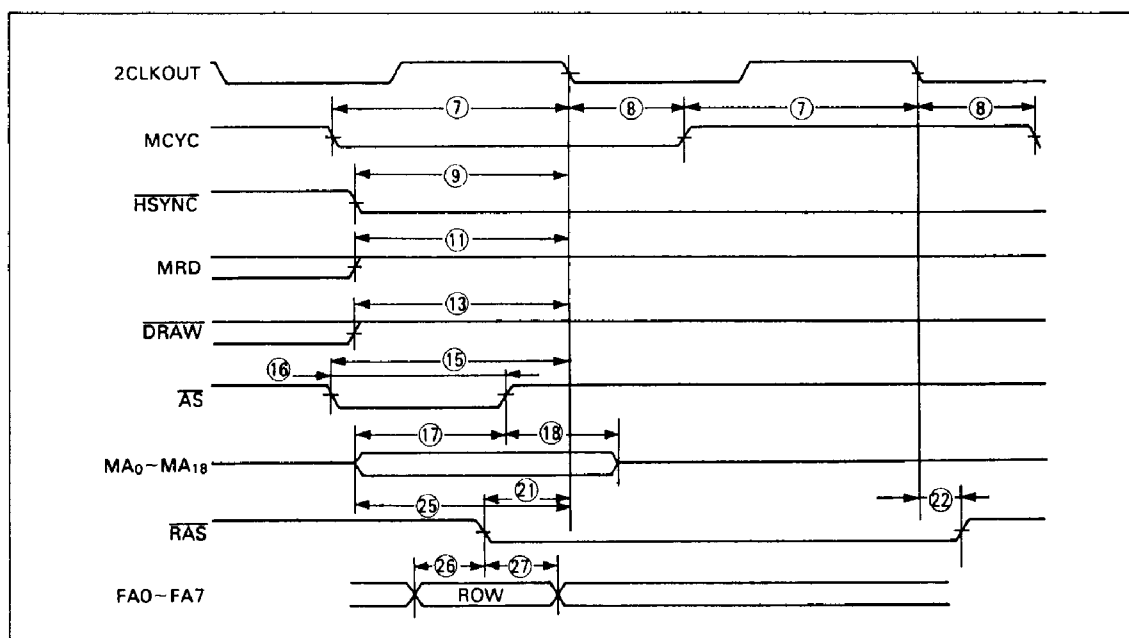 2CLKOUT
⑦ ⑧ ⑦ ⑧
MCYC
⑨
HSYNC
⑪
MRD
⑬
DRAW
⑮
⑯
AS
⑰ ⑱
MA₀~MA₁₈
㉑
㉕ ㉒
RAS
㉖ ㉗
FA0~FA7 ROW